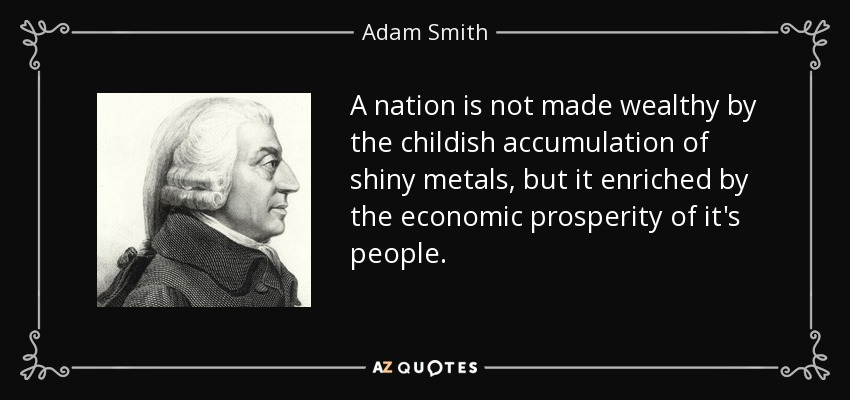 Adam Smith
A nation is not made wealthy by
the childish accumulation of
shiny metals, but it enriched by
the economic prosperity of it's
people.
AZ QUOTES